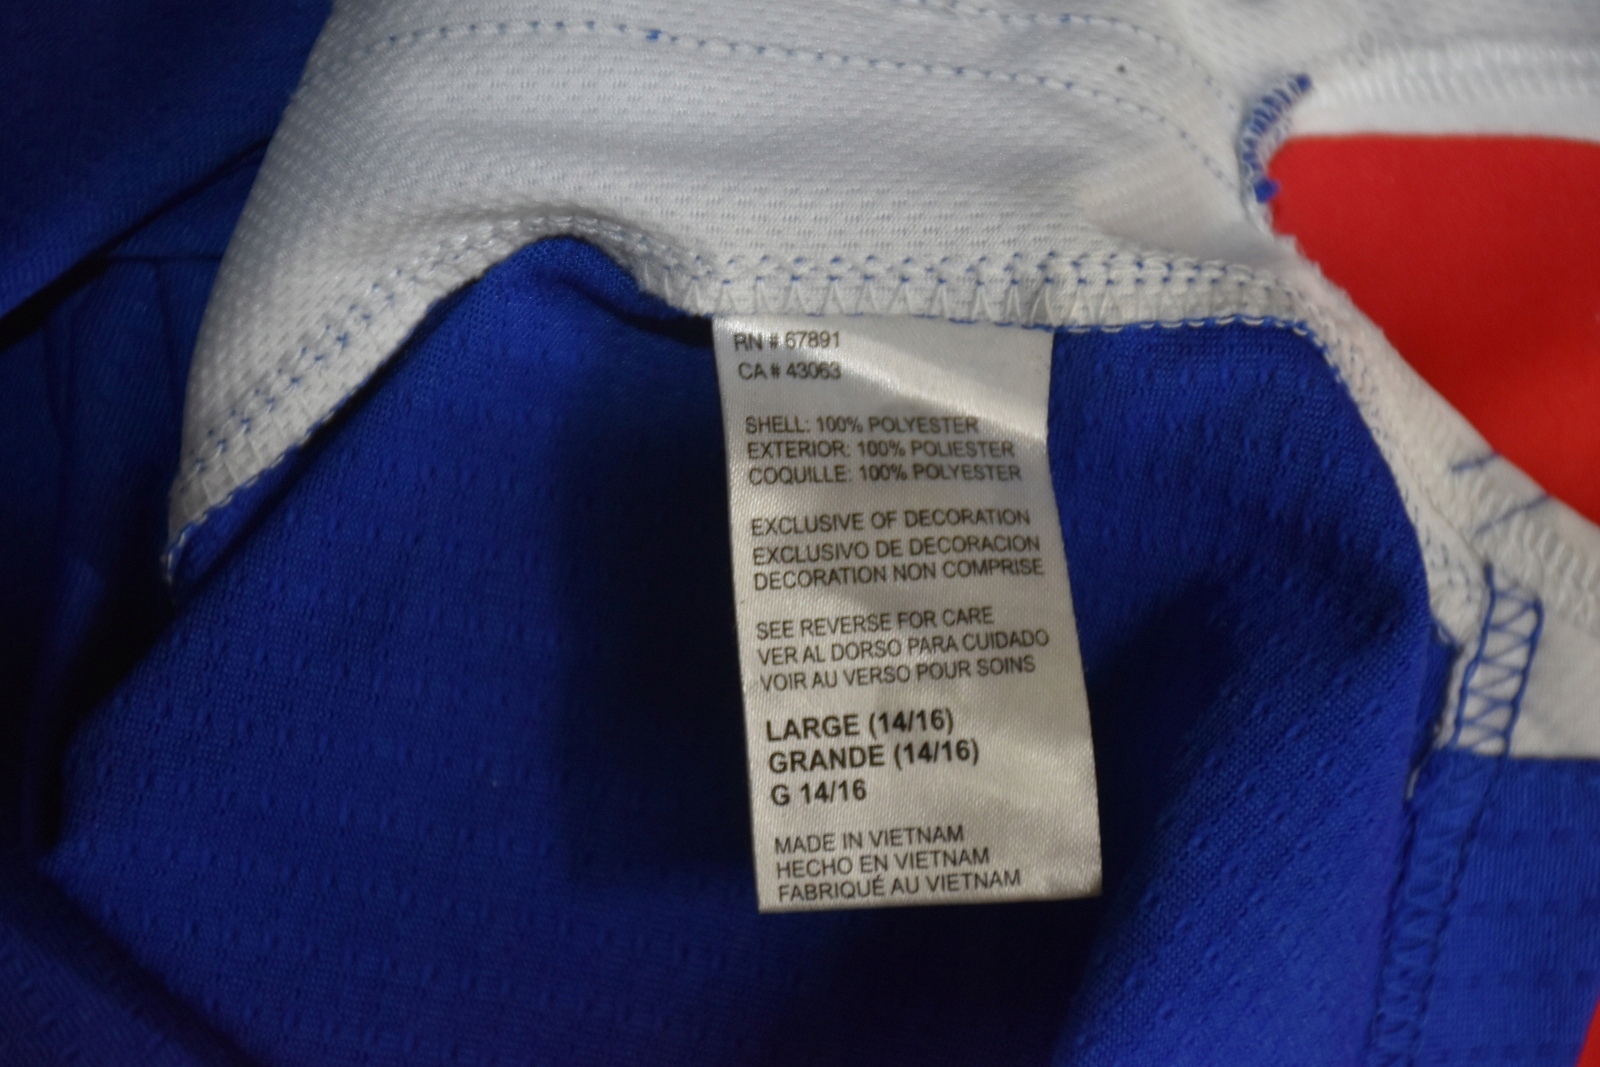 RN # 67891
CA # 43063
SHELL: 100% POLYESTER
EXTERIOR: 100% POLIESTER
COQUILLE: 100% POLYESTER
EXCLUSIVE OF DECORATION
EXCLUSIVO DE DECORACION
DECORATION NON COMPRISE
SEE REVERSE FOR CARE
VER AL DORSO PARA CUIDADO
VOIR AU VERSO POUR SOINS
LARGE (14/16)
GRANDE (14/16)
G 14/16
MADE IN VIETNAM
HECHO EN VIETNAM
FABRIQUÉ AU VIETNAM